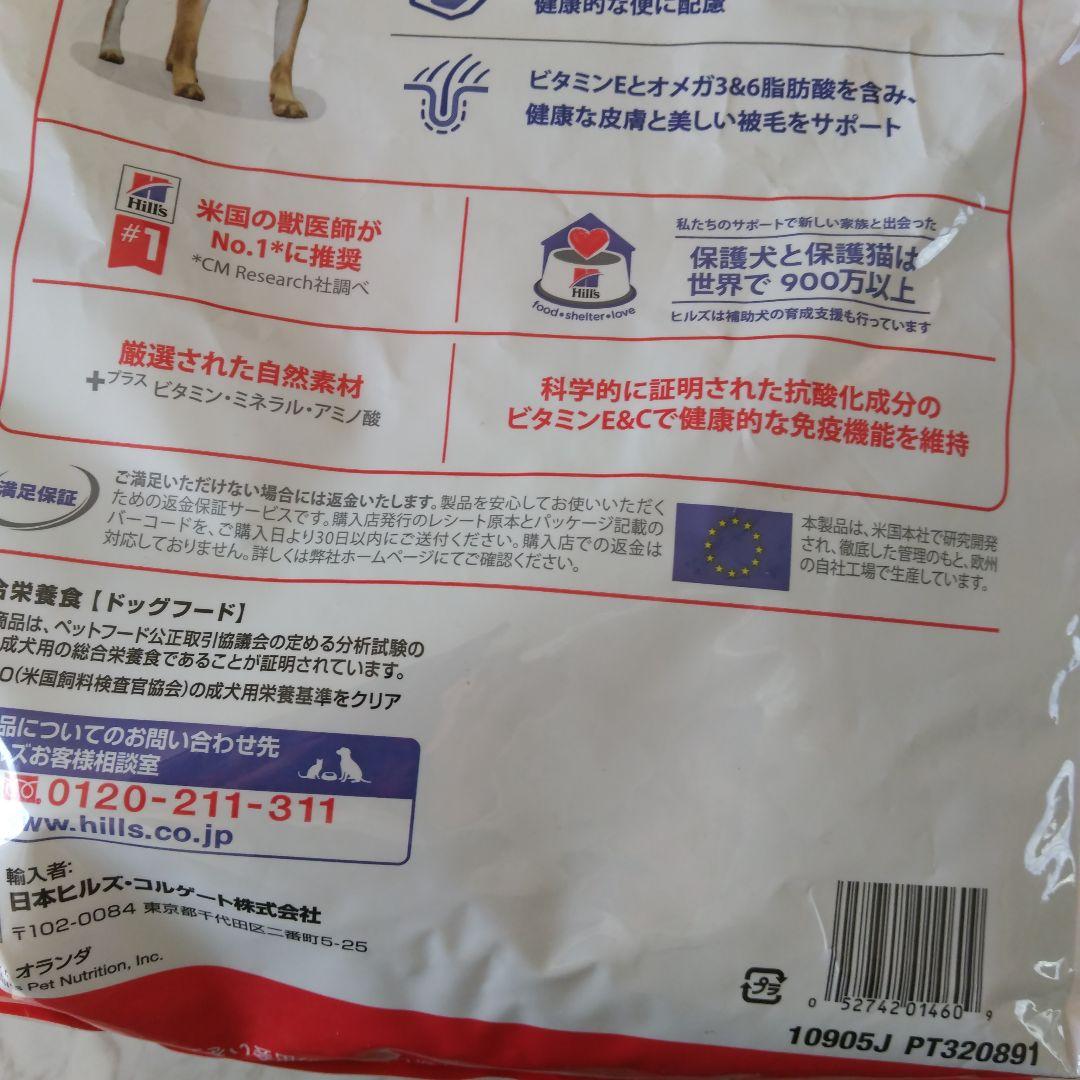 健康的な便に配慮
ビタミンEとオメガ3&6脂肪酸を含み、
健康な皮膚と美しい被毛をサポート
Hill's
#1
米国の獣医師が
No.1*に推奨
*CM Research社調べ
Hill's
food•shelter•love
私たちのサポートで新しい家族と出会った
保護犬と保護猫は
世界で 900万以上
ヒルズは補助犬の育成支援も行っています
厳選された自然素材
+プラス ビタミン・ミネラル・アミノ酸
科学的に証明された抗酸化成分の
ビタミンE&Cで健康的な免疫機能を維持
満足保証
ご満足いただけない場合には返金いたします。製品を安心してお使いいただく
ための返金保証サービスです。購入店発行のレシート原本とパッケージ記載の
バーコードを、ご購入日より30日以内にご送付ください。購入店での返金は
対応しておりません。詳しくは弊社ホームページにてご確認ください。
本製品は、米国本社で研究開発
され、徹底した管理のもと、欧州
の自社工場で生産しています。
合栄養食【ドッグフード】
商品は、ペットフード公正取引協議会の定める分析試験の
成犬用の総合栄養食であることが証明されています。
O(米国飼料検査官協会)の成犬用栄養基準をクリア
品についてのお問い合わせ先
ルズお客様相談室
0120-211-311
www.hills.co.jp
輸入者:
日本ヒルズ・コルゲート株式会社
〒102-0084 東京都千代田区二番町5-25
オランダ
Pet Nutrition, Inc.
プラ
0 52742 01460 9
10905J PT320891